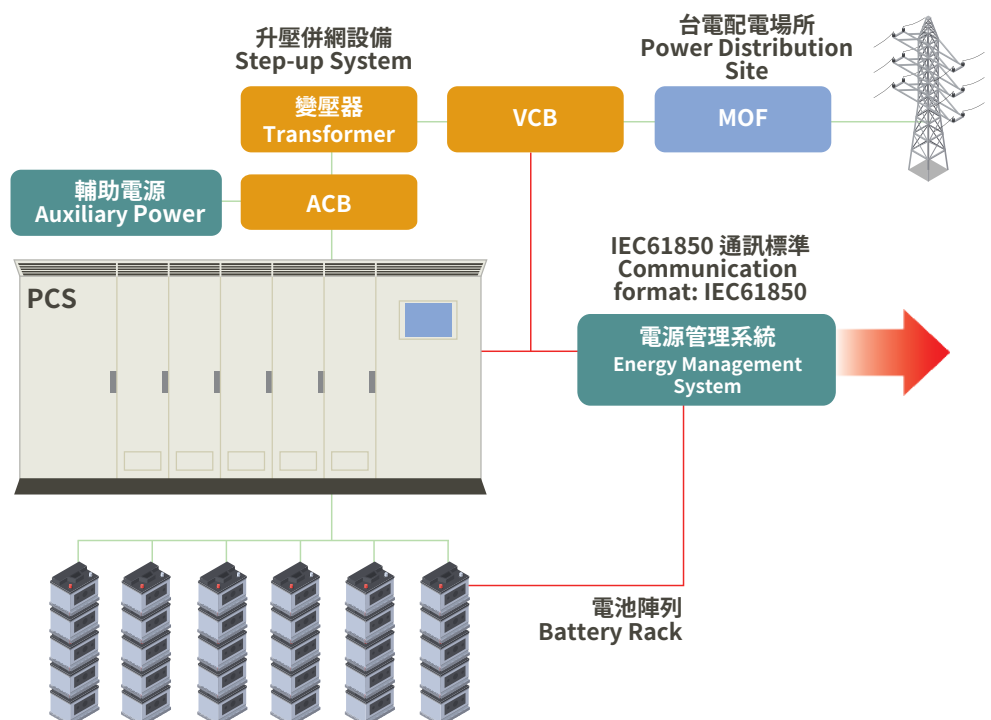 升壓併網設備
Step-up System
台電配電場所
Power Distribution
Site
變壓器
Transformer
VCB
MOF
輔助電源
Auxiliary Power
ACB
IEC61850 通訊標準
Communication
format: IEC61850
PCS
電源管理系統
Energy Management
System
電池陣列
Battery Rack